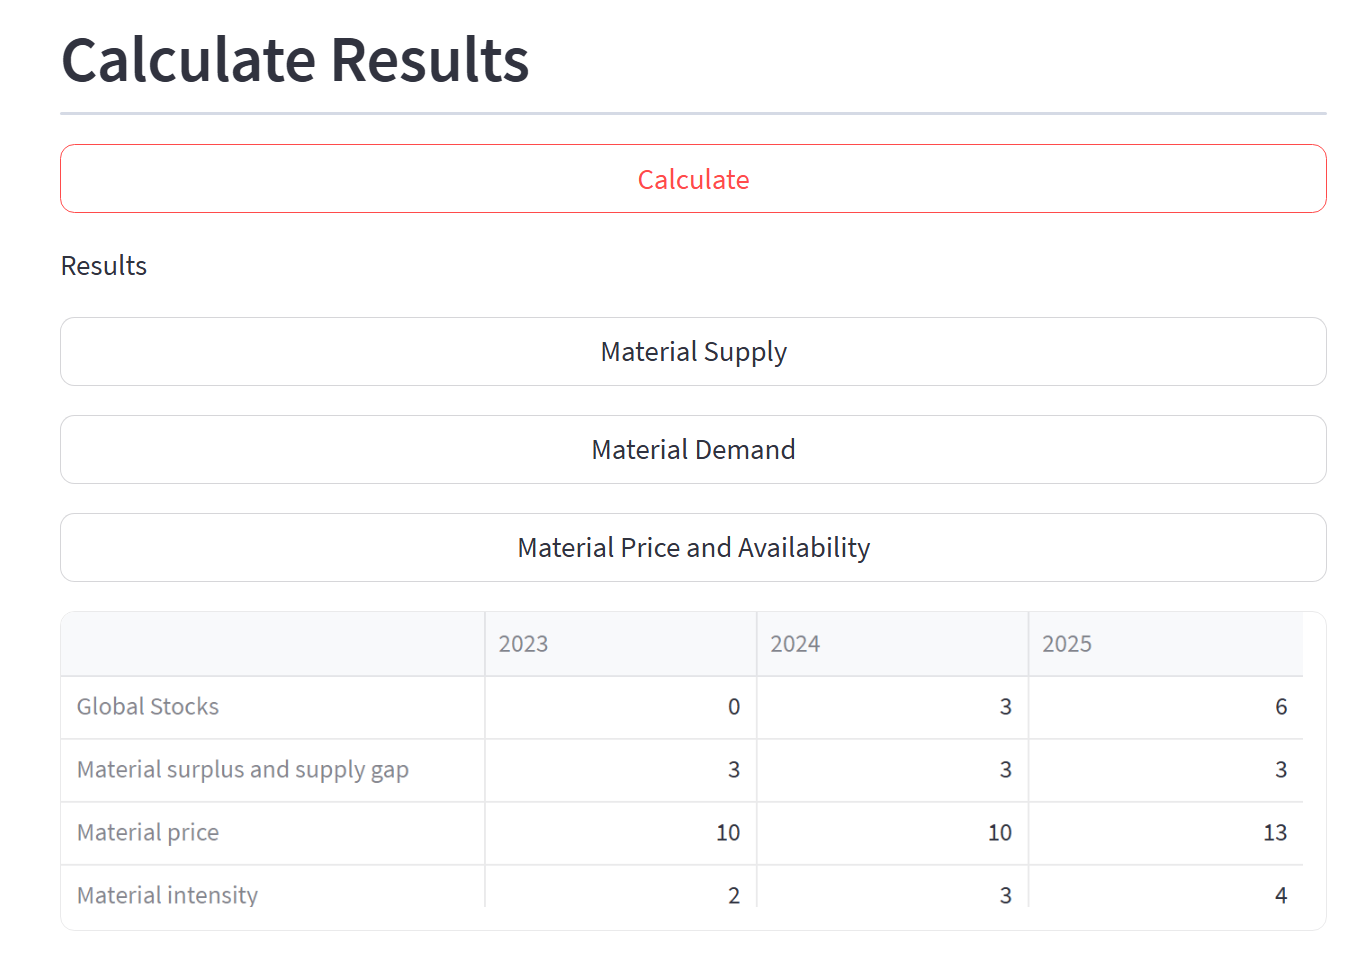 Calculate Results
Calculate
Results
Material Supply
Material Demand
Material Price and Availability
2023 2024 2025
Global Stocks 0 3 6
Material surplus and supply gap 3 3 3
Material price 10 10 13
Material intensity 2 3 4